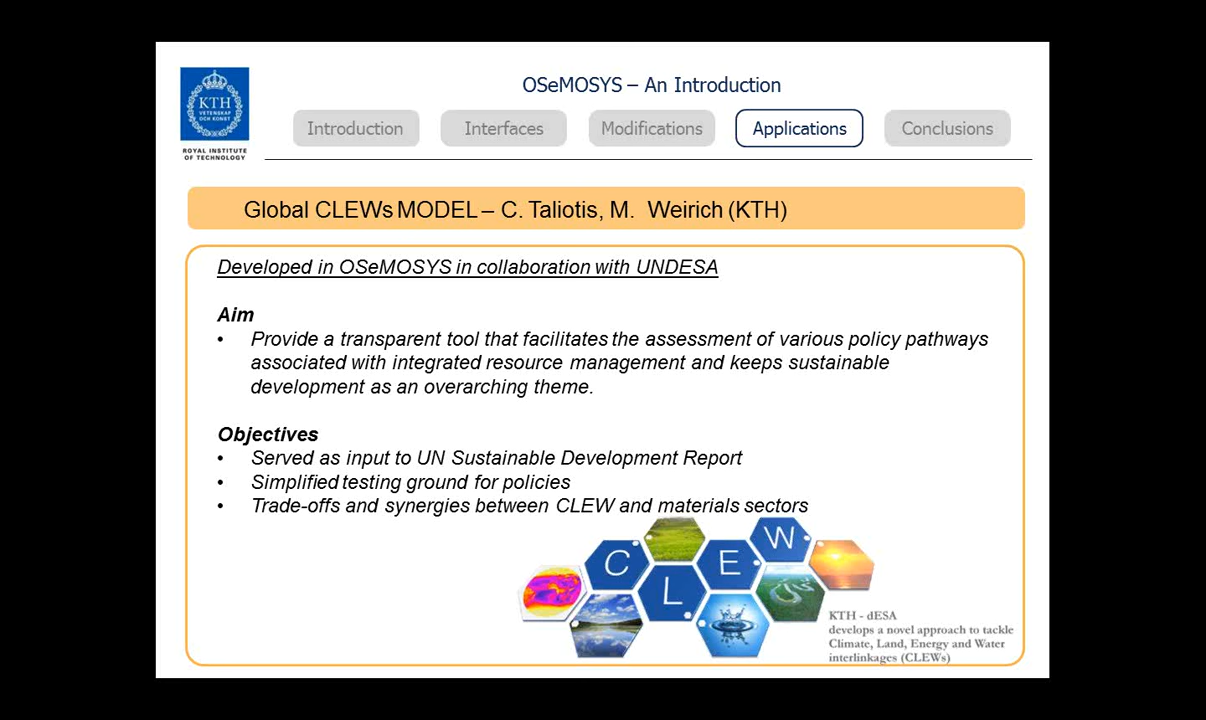 OSeMOSYS – An Introduction
KTH
VETENSKAP
OCH KONST
ROYAL INSTITUTE
OF TECHNOLOGY
Introduction
Interfaces
Modifications
Applications
Conclusions
Global CLEWs MODEL – C. Taliotis, M. Weirich (KTH)
Developed in OSeMOSYS in collaboration with UNDESA
Aim
• Provide a transparent tool that facilitates the assessment of various policy pathways
associated with integrated resource management and keeps sustainable
development as an overarching theme.
Objectives
• Served as input to UN Sustainable Development Report
• Simplified testing ground for policies
• Trade-offs and synergies between CLEW and materials sectors
C
L
E
W
KTH - dESA
develops a novel approach to tackle
Climate, Land, Energy and Water
interlinkages (CLEWs)